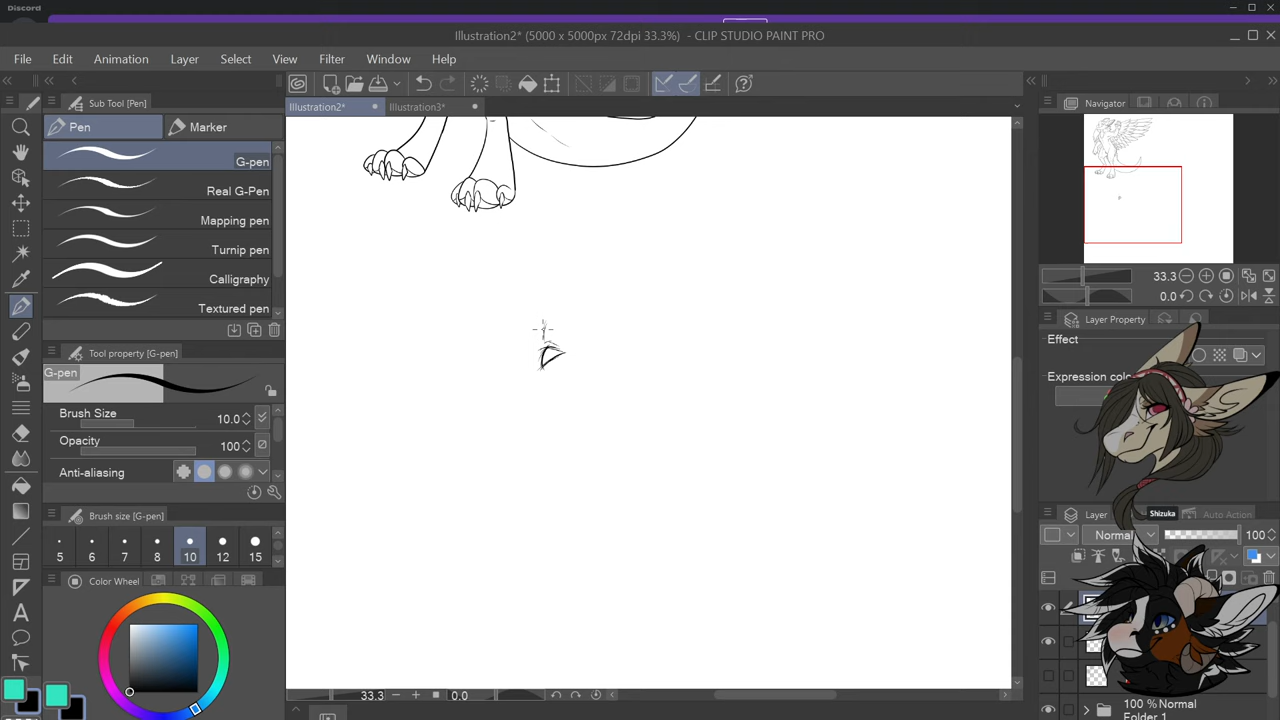 Discord
Illustration2* (5000 x 5000px 72dpi 33.3%) - CLIP STUDIO PAINT PRO
File Edit Animation Layer Select View Filter Window Help
Sub Tool [Pen]
Illustration2* Illustration3*
Navigator
Pen Marker
G-pen
Real G-Pen
Mapping pen
Turnip pen
Calligraphy
Textured pen
33.3
0.0
Layer Property
Effect
Expression colo
Tool property [G-pen]
G-pen
Brush Size 10.0
Opacity 100
Anti-aliasing
Brush size [G-pen]
5 6 7 8 10 12 15
Color Wheel
Layer Shizuka Auto Action
Normal 100
33.3 0.0
100 % Normal
Folder 1